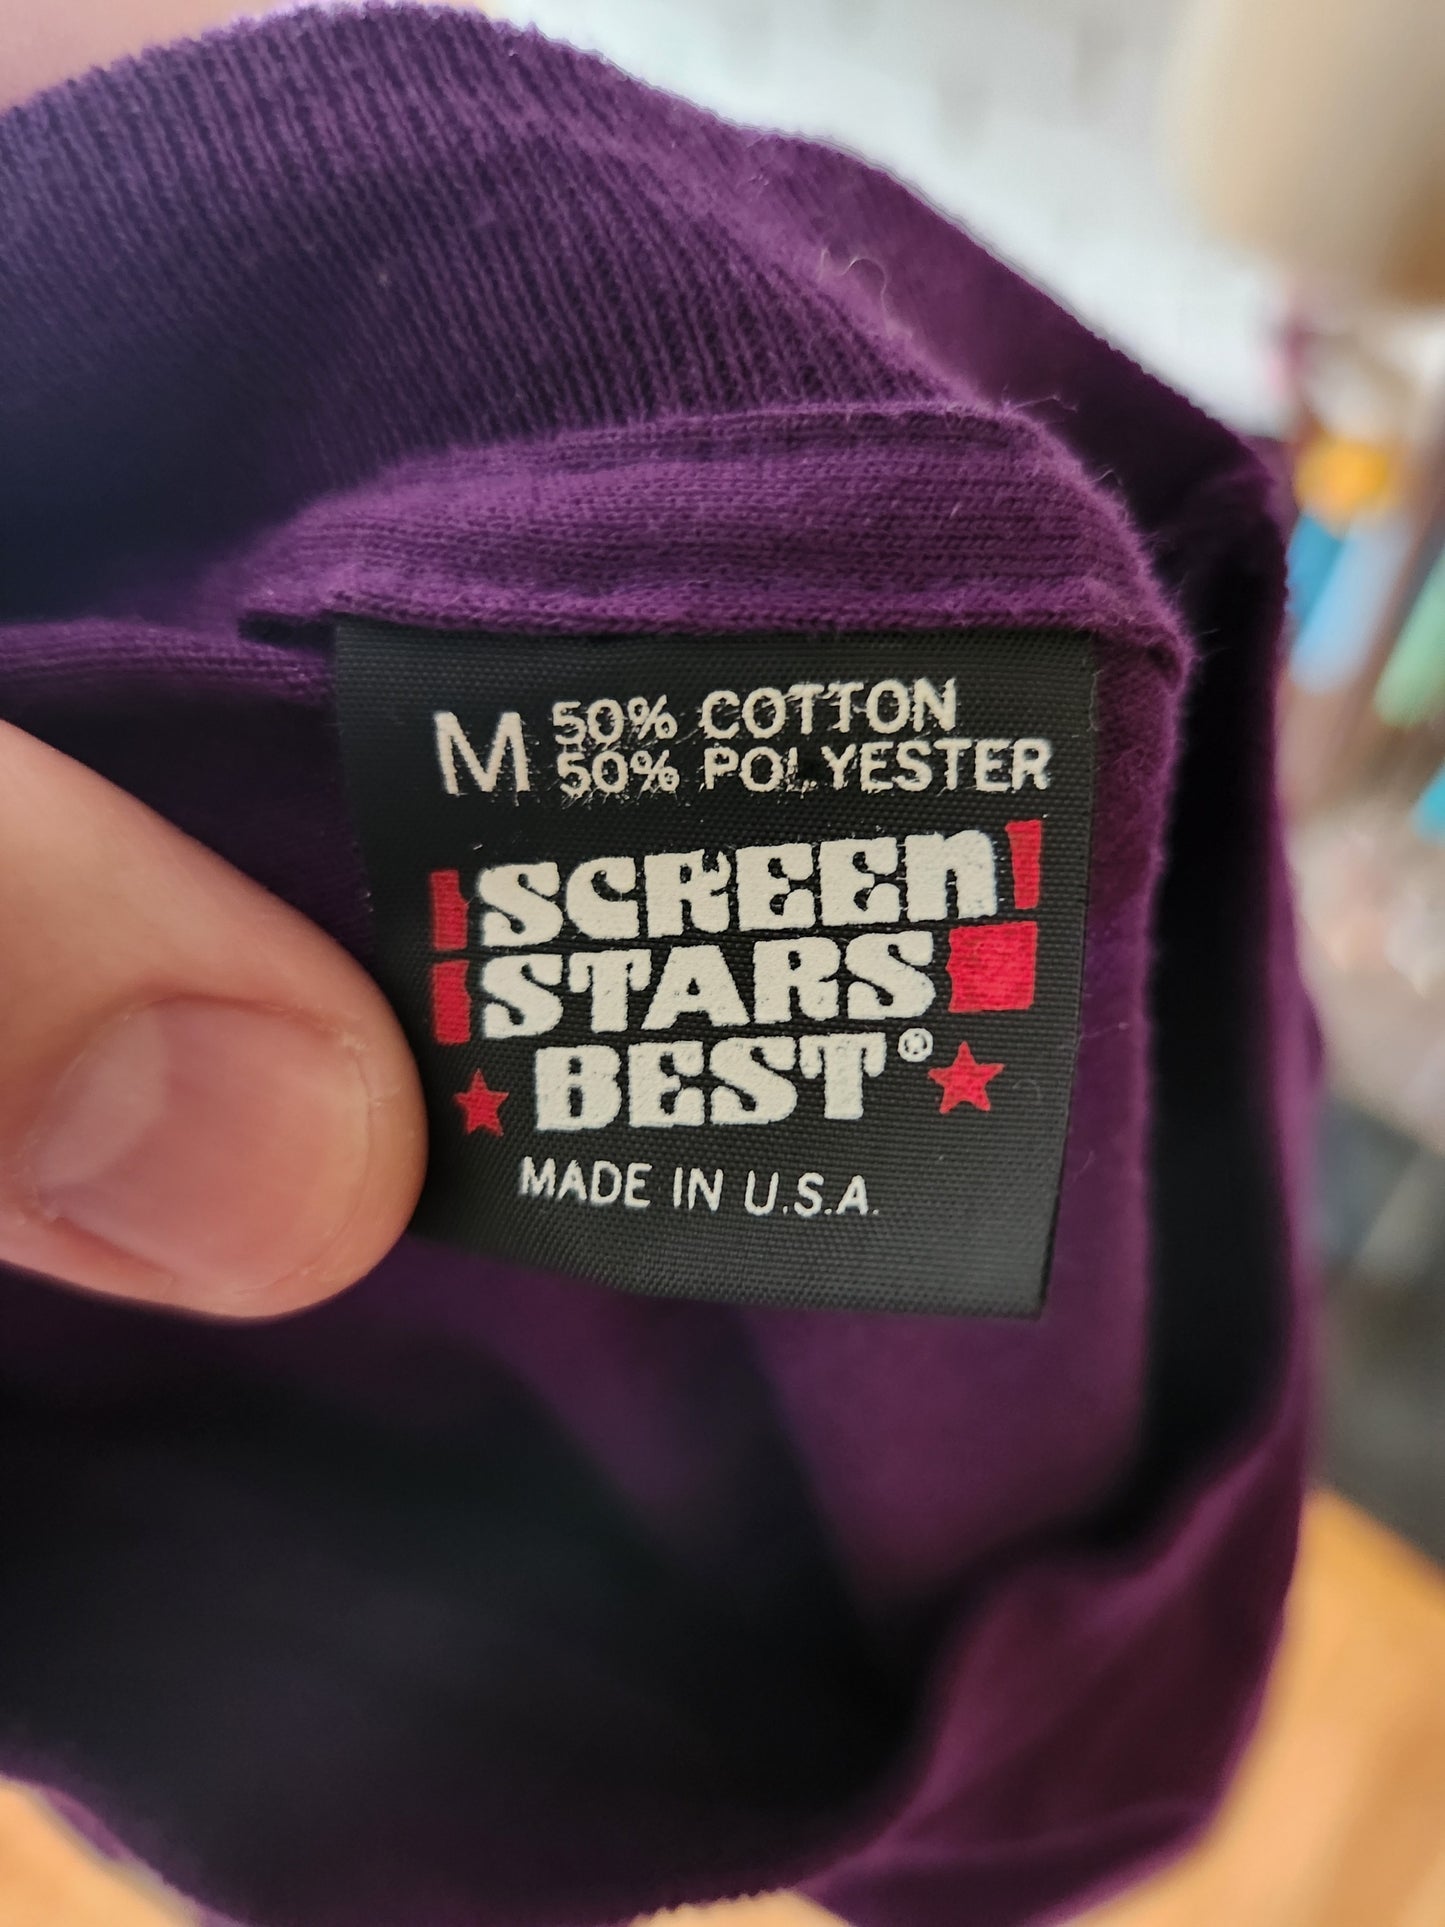 M 50% COTTON
50% POLYESTER
SCREEN
STARS
BEST®
MADE IN U.S.A.